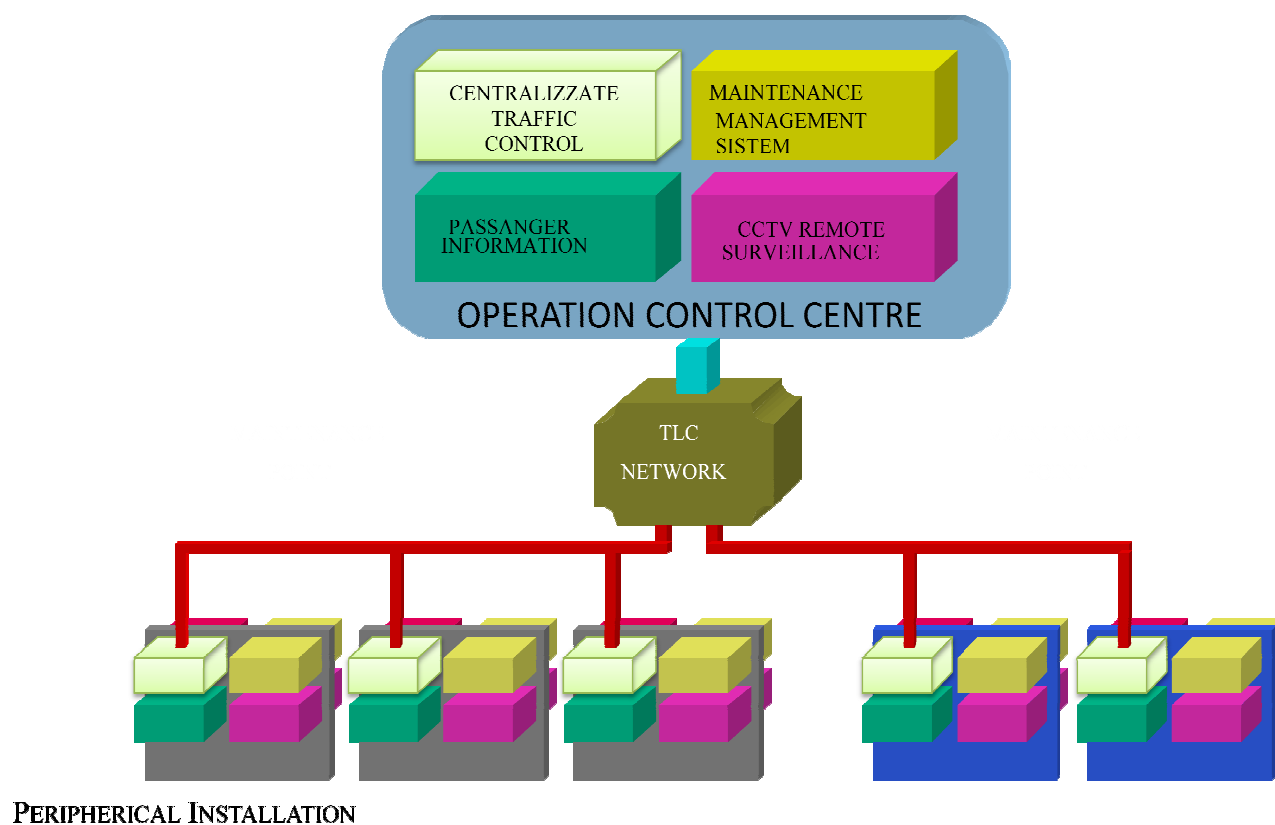 CENTRALIZZATE
TRAFFIC
CONTROL
MAINTENANCE
MANAGEMENT
SISTEM
PASSANGER
INFORMATION
CCTV REMOTE
SURVEILLANCE
OPERATION CONTROL CENTRE
TLC
NETWORK
PERIPHERICAL INSTALLATION